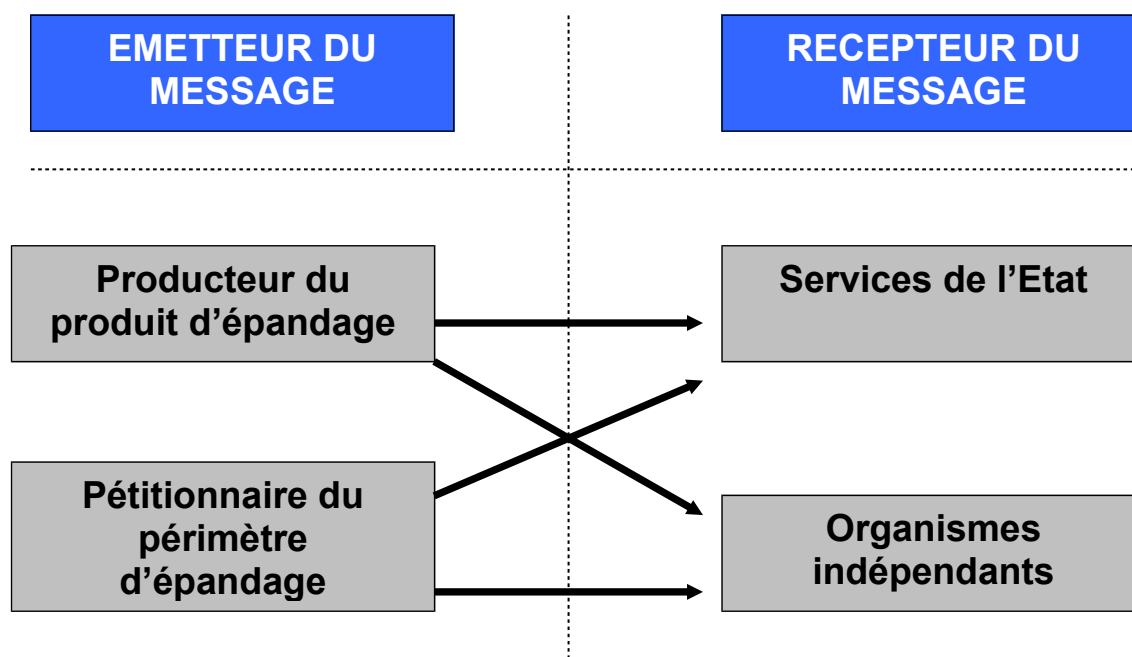 EMETTEUR DU
MESSAGE
RECEPTEUR DU
MESSAGE
Producteur du
produit d'épandage
Services de l'Etat
Pétitionnaire du
périmètre
d'épandage
Organismes
indépendants